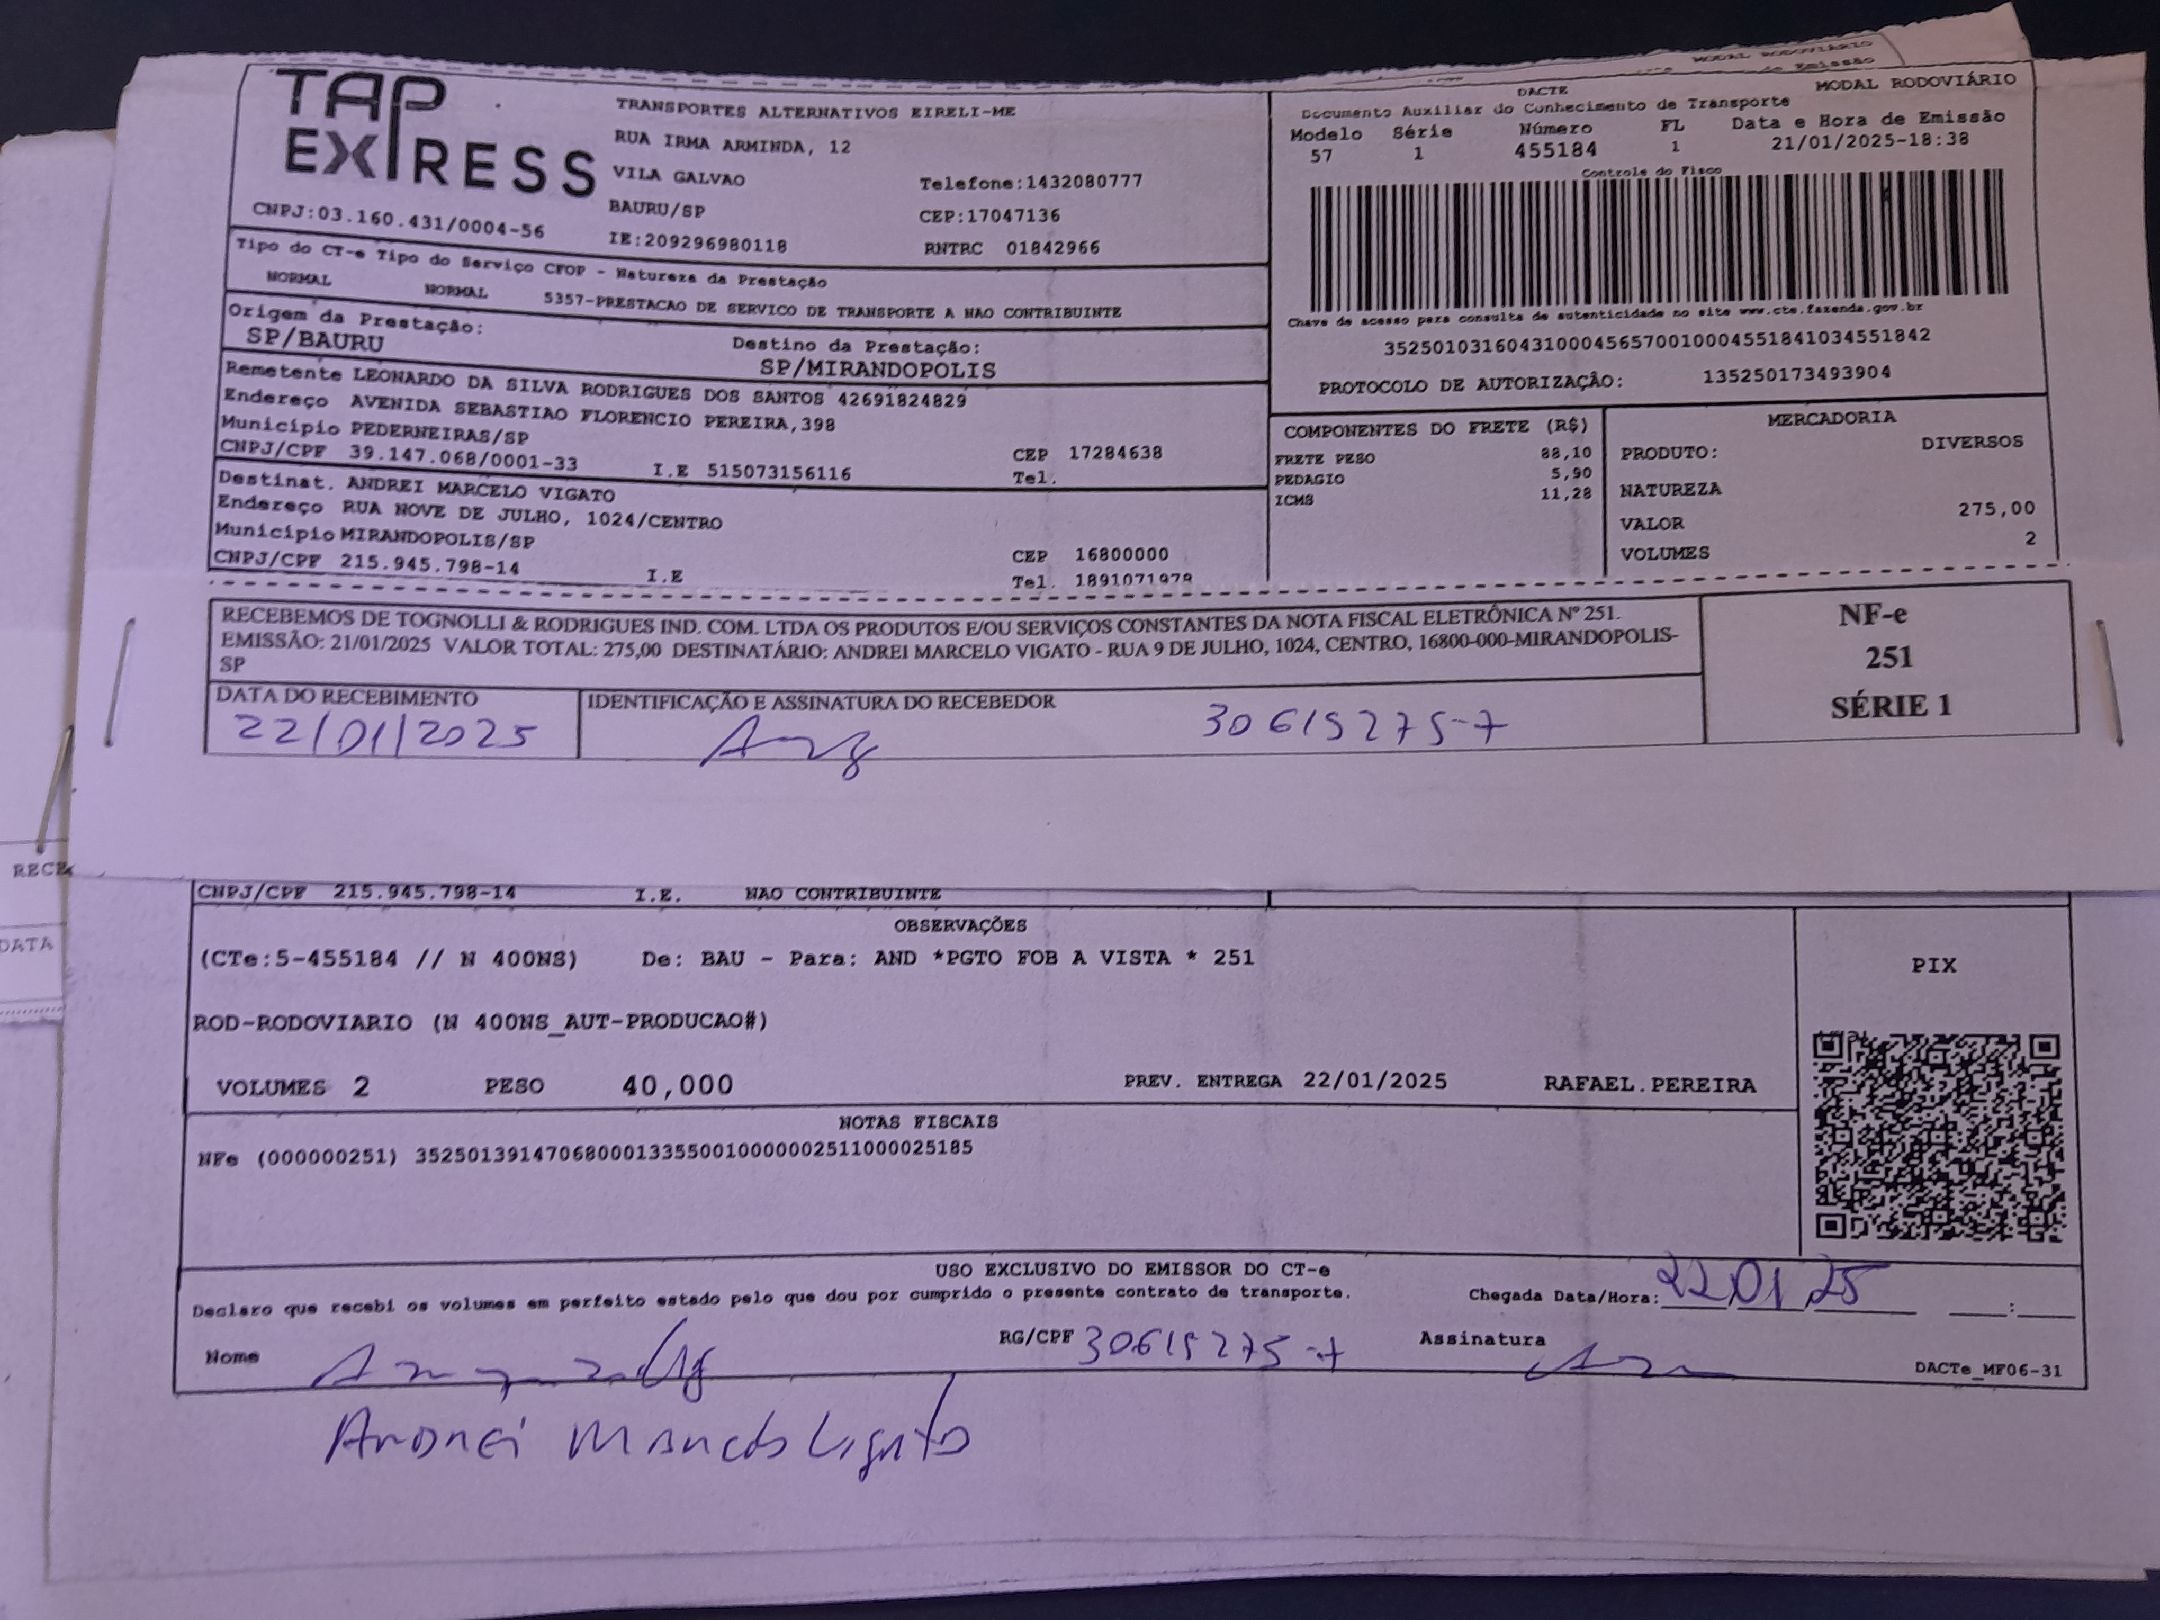 MODAL RODOVIÁRIO
TAP
EXPRESS
CNPJ:03.160.431/0004-56
TRANSPORTES ALTERNATIVOS EIRELI-ME
RUA IRMA ARMINDA, 12
VILA GALVAO
Telefone:1432080777
BAURU/SP
CEP:17047136
IE:209296980118
RNTRC 01842966
Tipo do CT-e Tipo do Serviço CFOP - Natureza da Prestação
NORMAL NORMAL 5357-PRESTACAO DE SERVICO DE TRANSPORTE A NAO CONTRIBUINTE
Origem da Prestação:
SP/BAURU
Destino da Prestação:
SP/MIRANDOPOLIS
Remetente LEONARDO DA SILVA RODRIGUES DOS SANTOS 42691824829
Endereço AVENIDA SEBASTIAO FLORENCIO PEREIRA,398
Município PEDERNEIRAS/SP
CEP 17284638
CNPJ/CPF 39.147.068/0001-33 I.E 515073156116 Tel.
Destinat. ANDREI MARCELO VIGATO
Endereço RUA NOVE DE JULHO, 1024/CENTRO
Município MIRANDOPOLIS/SP
CEP 16800000
CNPJ/CPF 215.945.798-14 I.E Tel. 1891071979
DACTE
MODAL RODOVIÁRIO
Documento Auxiliar do Conhecimento de Transporte
Modelo Série Número FL Data e Hora de Emissão
57 1 455184 1 21/01/2025-18:38
Controle do Fisco
Chave de acesso para consulta de autenticidade no site www.cte.fazenda.gov.br
35250103160431000456570010004551841034551842
PROTOCOLO DE AUTORIZAÇÃO: 135250173493904
COMPONENTES DO FRETE (R$)
FRETE PESO 88,10
PEDAGIO 5,90
ICMS 11,28
MERCADORIA
PRODUTO: DIVERSOS
NATUREZA
VALOR 275,00
VOLUMES 2
RECEBEMOS DE TOGNOLLI & RODRIGUES IND. COM. LTDA OS PRODUTOS E/OU SERVIÇOS CONSTANTES DA NOTA FISCAL ELETRÔNICA Nº 251.
EMISSÃO: 21/01/2025 VALOR TOTAL: 275,00 DESTINATÁRIO: ANDREI MARCELO VIGATO - RUA 9 DE JULHO, 1024, CENTRO, 16800-000-MIRANDOPOLIS-
SP
NF-e
251
SÉRIE 1
DATA DO RECEBIMENTO
22/01/2025
IDENTIFICAÇÃO E ASSINATURA DO RECEBEDOR
30615275-7
DATA
CNPJ/CPF 215.945.798-14 I.E. NAO CONTRIBUINTE
OBSERVAÇÕES
(CTe:5-455184 // N 400NS) De: BAU - Para: AND *PGTO FOB A VISTA * 251
ROD-RODOVIARIO (N 400NS_AUT-PRODUCAO#)
VOLUMES 2 PESO 40,000 PREV. ENTREGA 22/01/2025 RAFAEL.PEREIRA
PIX
NOTAS FISCAIS
NFe (000000251) 35250139147068000133550010000002511000025185
USO EXCLUSIVO DO EMISSOR DO CT-e
Declaro que recebi os volumes em perfeito estado pelo que dou por cumprido o presente contrato de transporte.
Chegada Data/Hora: 22 01 25 :
Nome
RG/CPF 30615275-7
Assinatura
DACTe_MF06-31